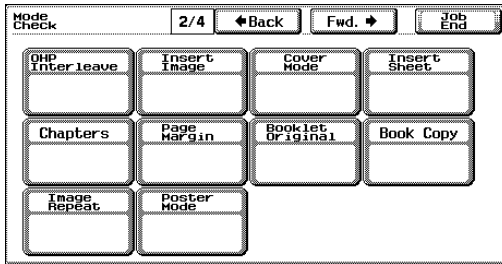 Mode
Check
2/4
←Back
Fwd.→
Job
End
OHP
Interleave
Insert
Image
Cover
Mode
Insert
Sheet
Chapters
Page
Margin
Booklet
Original
Book Copy
Image
Repeat
Poster
Mode